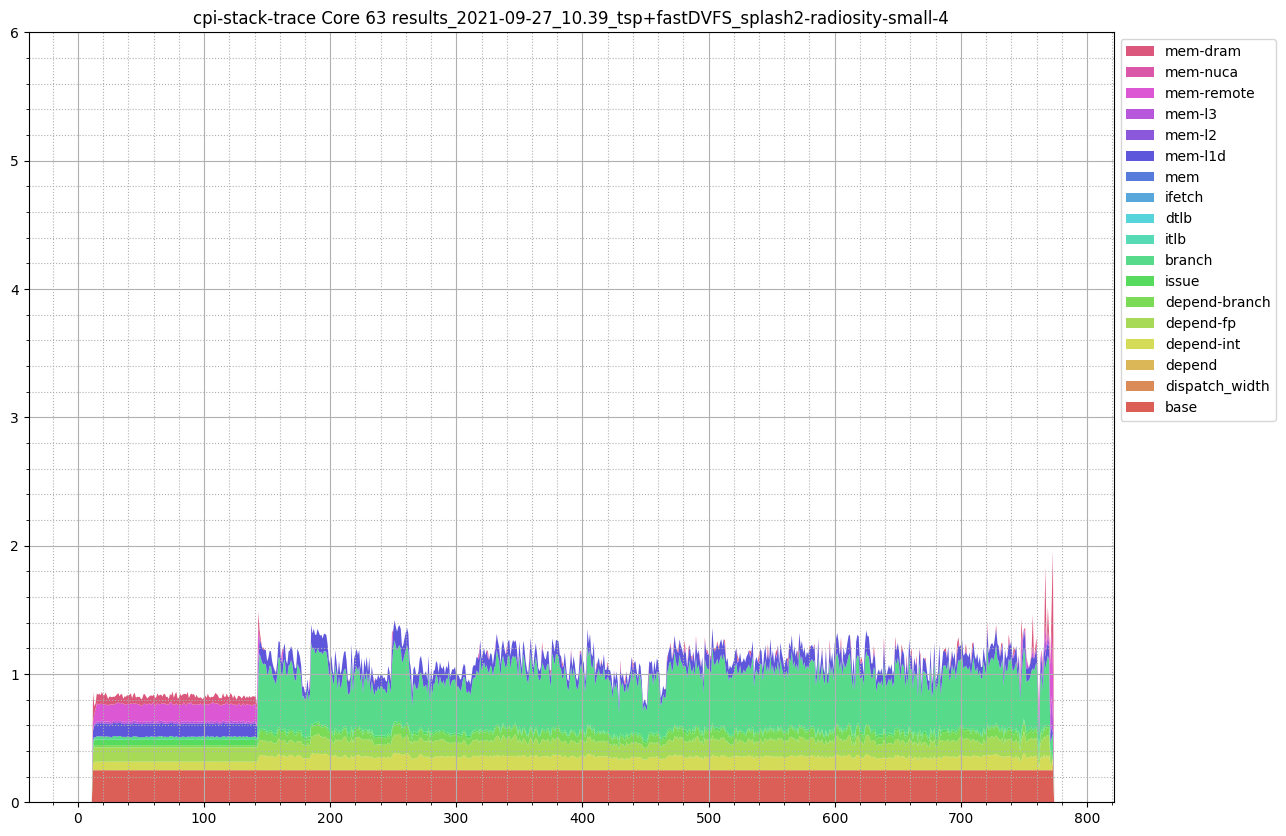 cpi-stack-trace Core 63 results_2021-09-27_10.39_tsp+fastDVFS_splash2-radiosity-small-4
6
5
4
3
2
1
0
0 100 200 300 400 500 600 700 800
mem-dram
mem-nuca
mem-remote
mem-l3
mem-l2
mem-l1d
mem
ifetch
dtlb
itlb
branch
issue
depend-branch
depend-fp
depend-int
depend
dispatch_width
base